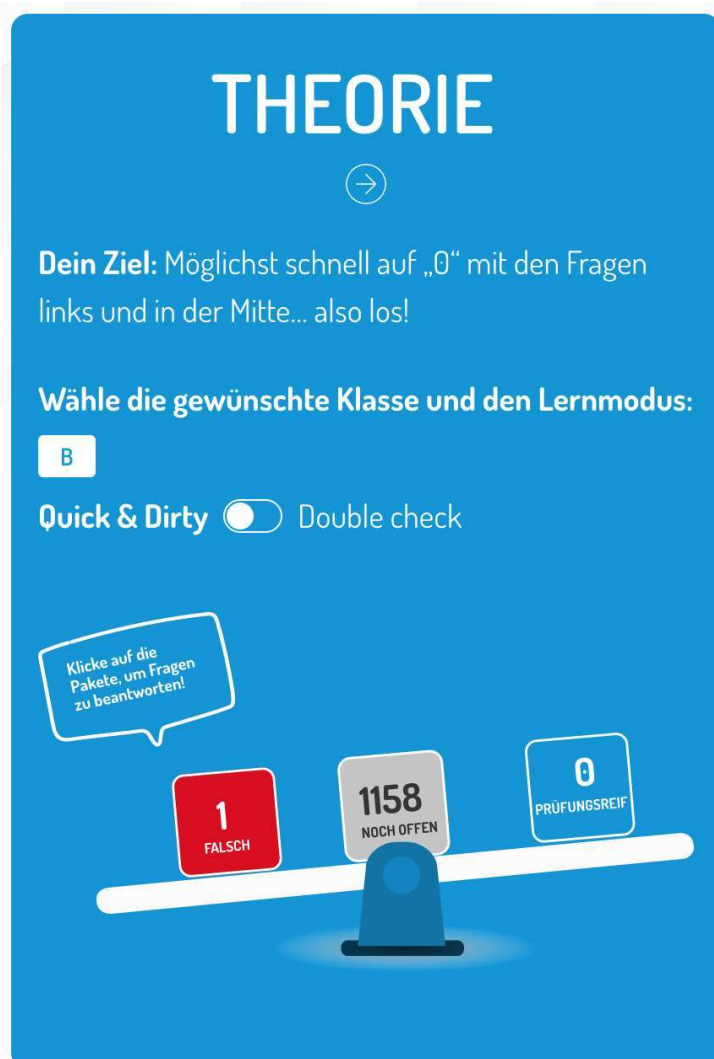 THEORIE
Dein Ziel: Möglichst schnell auf „0“ mit den Fragen
links und in der Mitte... also los!
Wähle die gewünschte Klasse und den Lernmodus:
B
Quick & Dirty Double check
Klicke auf die
Pakete, um Fragen
zu beantworten!
1
FALSCH
1158
NOCH OFFEN
0
PRÜFUNGSREIF